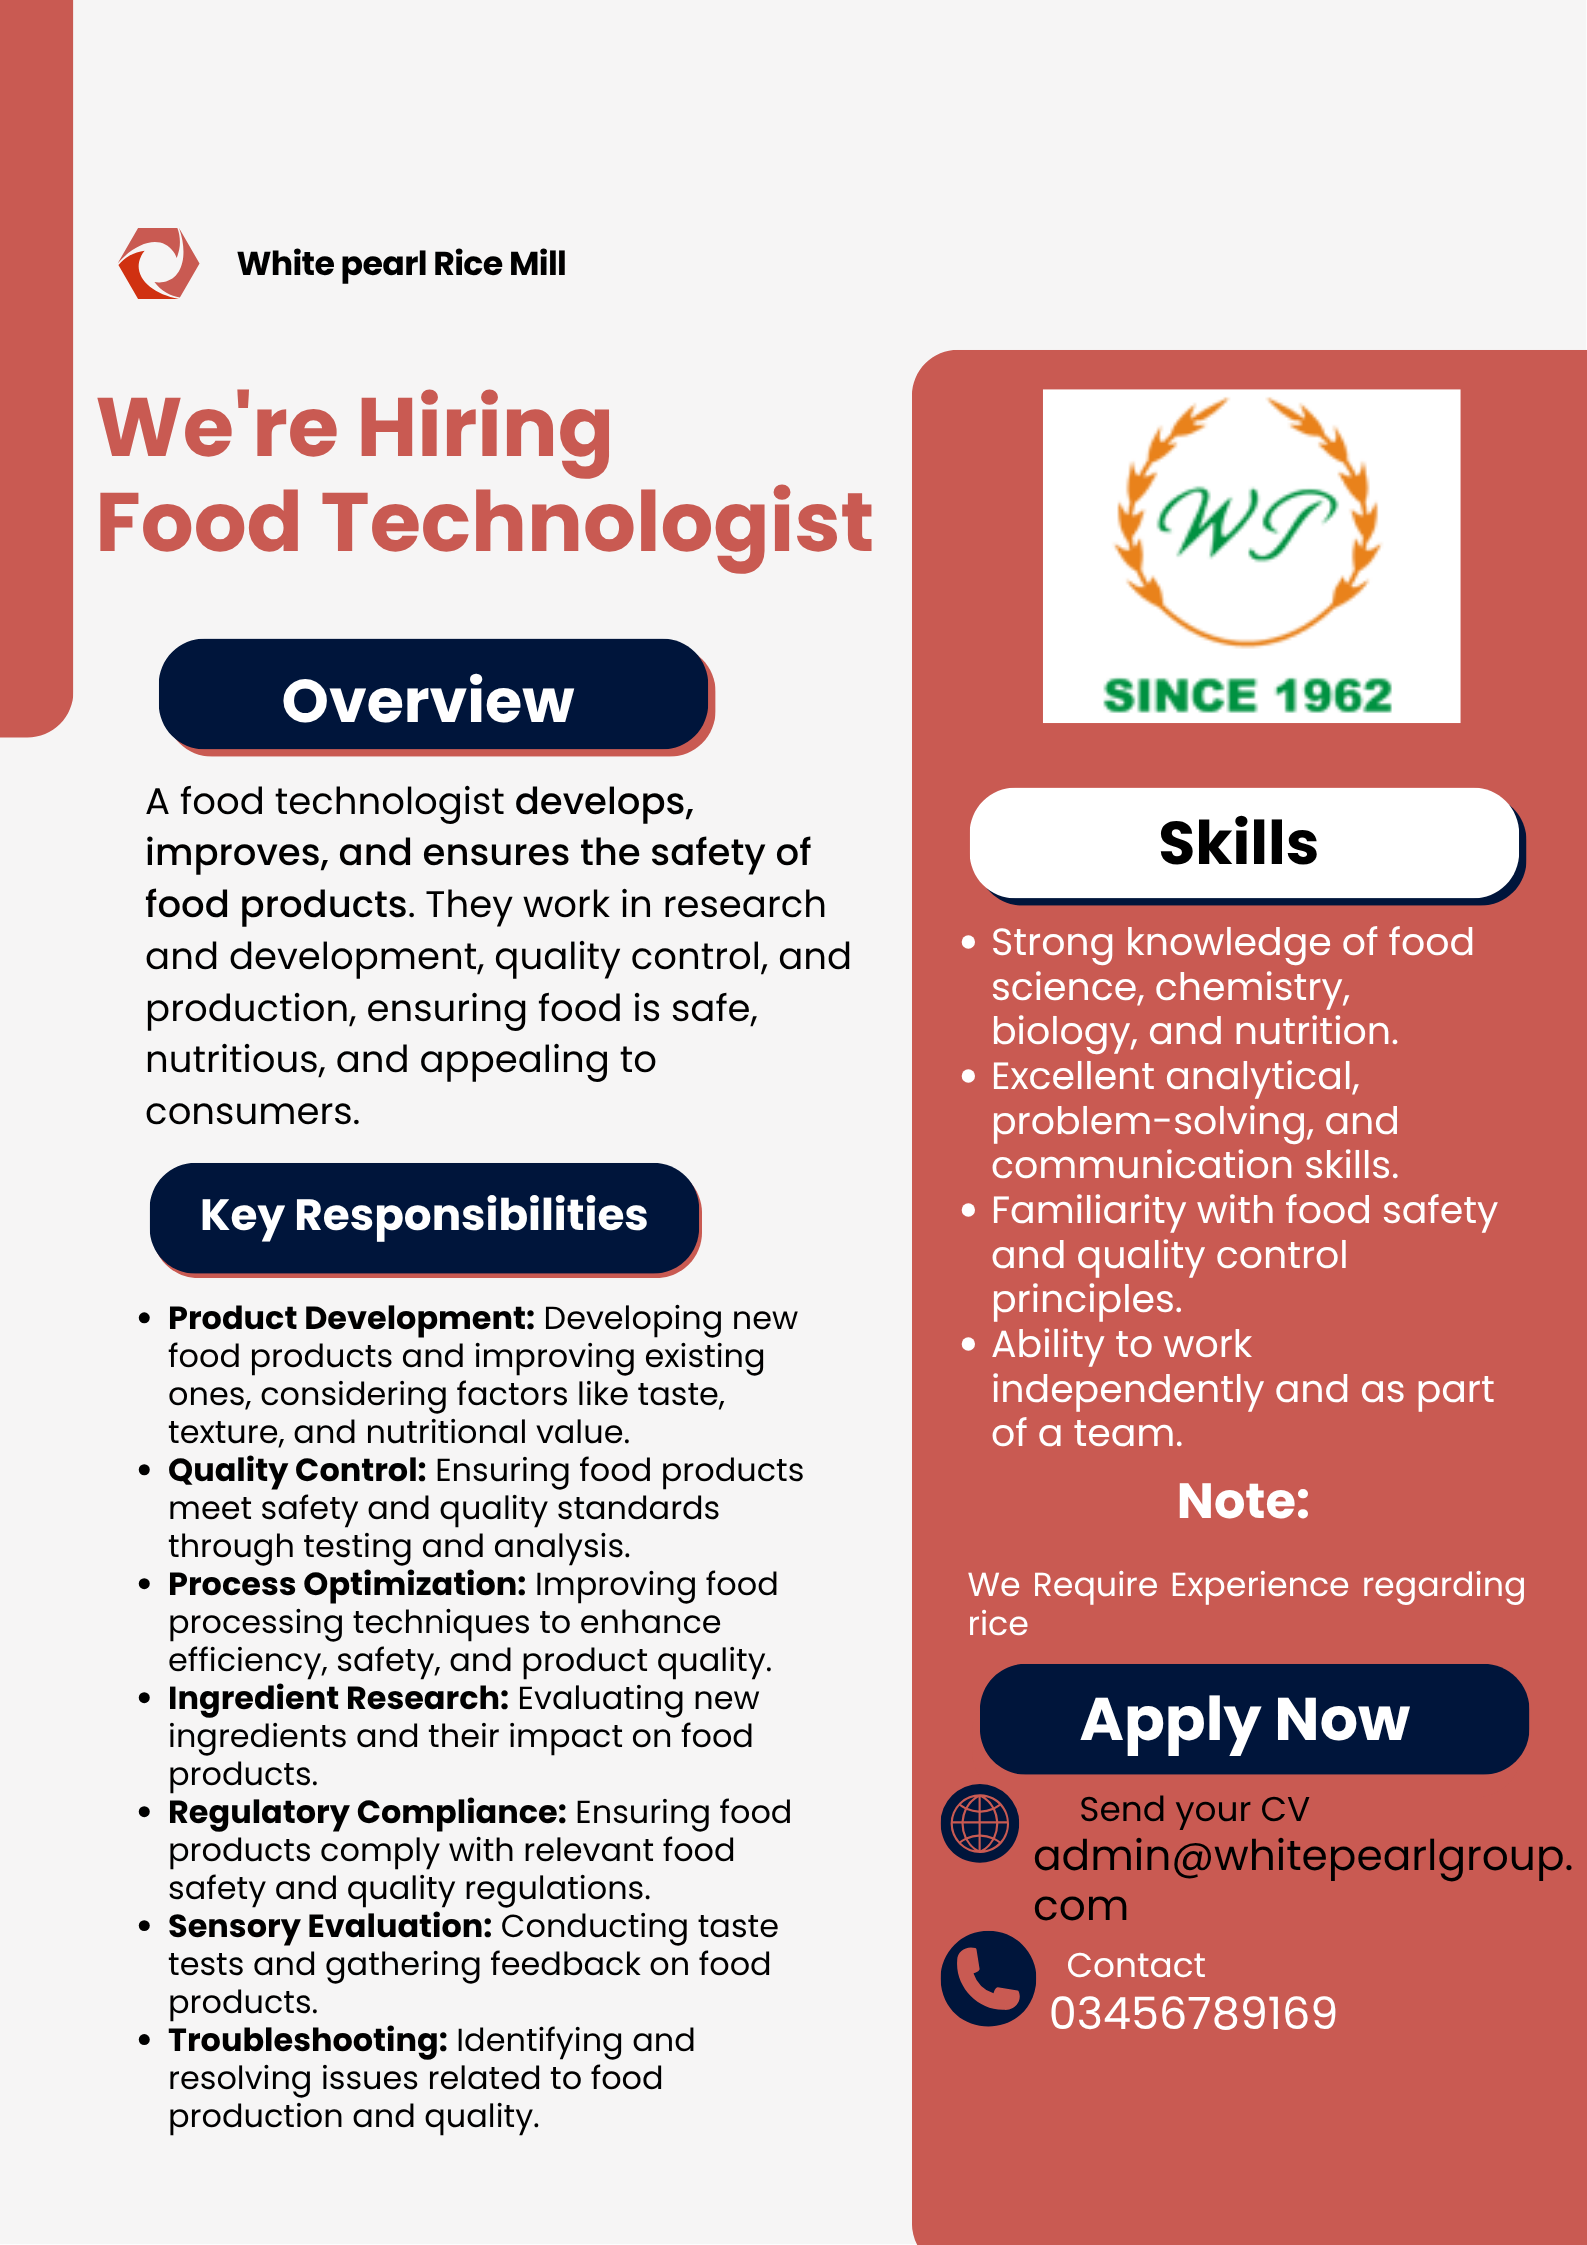 White pearl Rice Mill
We're Hiring
Food Technologist
Overview
A food technologist develops,
improves, and ensures the safety of
food products. They work in research
and development, quality control, and
production, ensuring food is safe,
nutritious, and appealing to
consumers.
Key Responsibilities
• Product Development: Developing new
food products and improving existing
ones, considering factors like taste,
texture, and nutritional value.
• Quality Control: Ensuring food products
meet safety and quality standards
through testing and analysis.
• Process Optimization: Improving food
processing techniques to enhance
efficiency, safety, and product quality.
• Ingredient Research: Evaluating new
ingredients and their impact on food
products.
• Regulatory Compliance: Ensuring food
products comply with relevant food
safety and quality regulations.
• Sensory Evaluation: Conducting taste
tests and gathering feedback on food
products.
• Troubleshooting: Identifying and
resolving issues related to food
production and quality.
WP
SINCE 1962
Skills
• Strong knowledge of food
science, chemistry,
biology, and nutrition.
• Excellent analytical,
problem-solving, and
communication skills.
• Familiarity with food safety
and quality control
principles.
• Ability to work
independently and as part
of a team.
Note:
We Require Experience regarding
rice
Apply Now
Send your CV
admin@whitepearlgroup.
com
Contact
03456789169